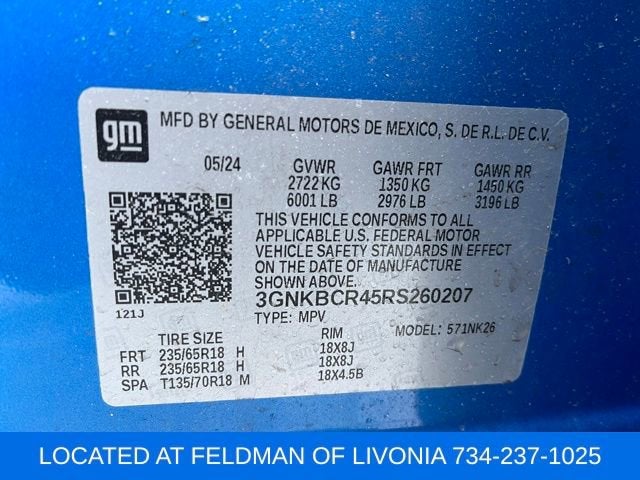 gm
MFD BY GENERAL MOTORS DE MEXICO, S. DE R.L. DE C.V.
05/24 GVWR GAWR FRT GAWR RR
2722 KG 1350 KG 1450 KG
6001 LB 2976 LB 3196 LB
THIS VEHICLE CONFORMS TO ALL
APPLICABLE U.S. FEDERAL MOTOR
VEHICLE SAFETY STANDARDS IN EFFECT
ON THE DATE OF MANUFACTURE
SHOWN ABOVE.
3GNKBCR45RS260207
121J TYPE: MPV MODEL: 571NK26
TIRE SIZE RIM
FRT 235/65R18 H 18X8J
RR 235/65R18 H 18X8J
SPA T135/70R18 M 18X4.5B
LOCATED AT FELDMAN OF LIVONIA 734-237-1025